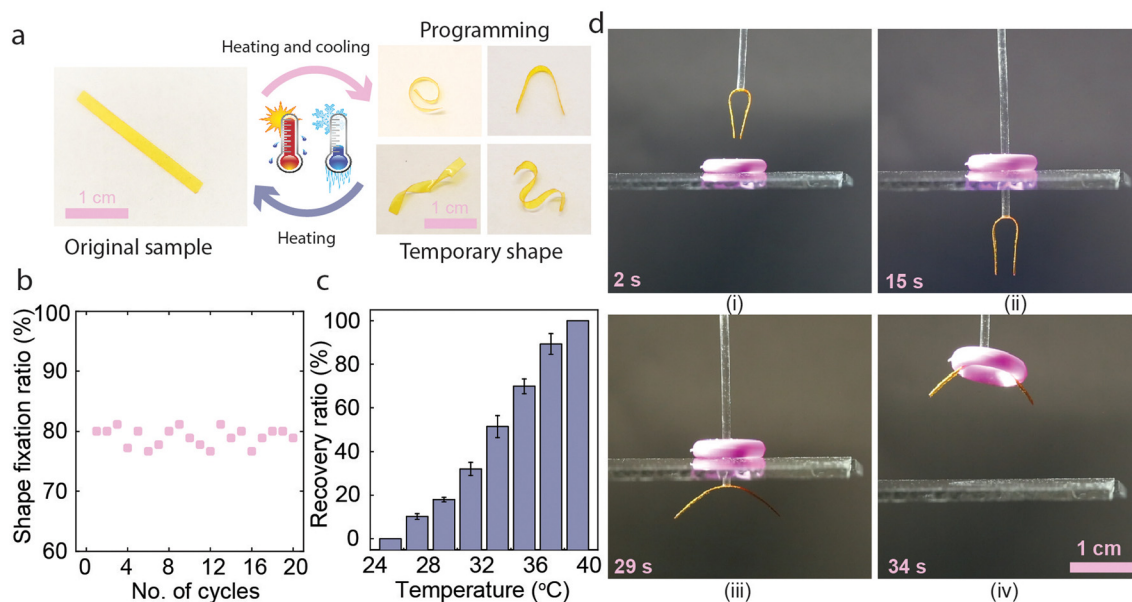 a
Heating and cooling
Programming
1 cm
1 cm
Original sample
Heating
Temporary shape
b
Shape fixation ratio (%)
100
90
80
70
60
0 4 8 12 16 20
No. of cycles
c
Recovery ratio (%)
100
80
60
40
20
0
24 28 32 36 40
Temperature (°C)
d
2 s
(i)
15 s
(ii)
29 s
(iii)
34 s
1 cm
(iv)